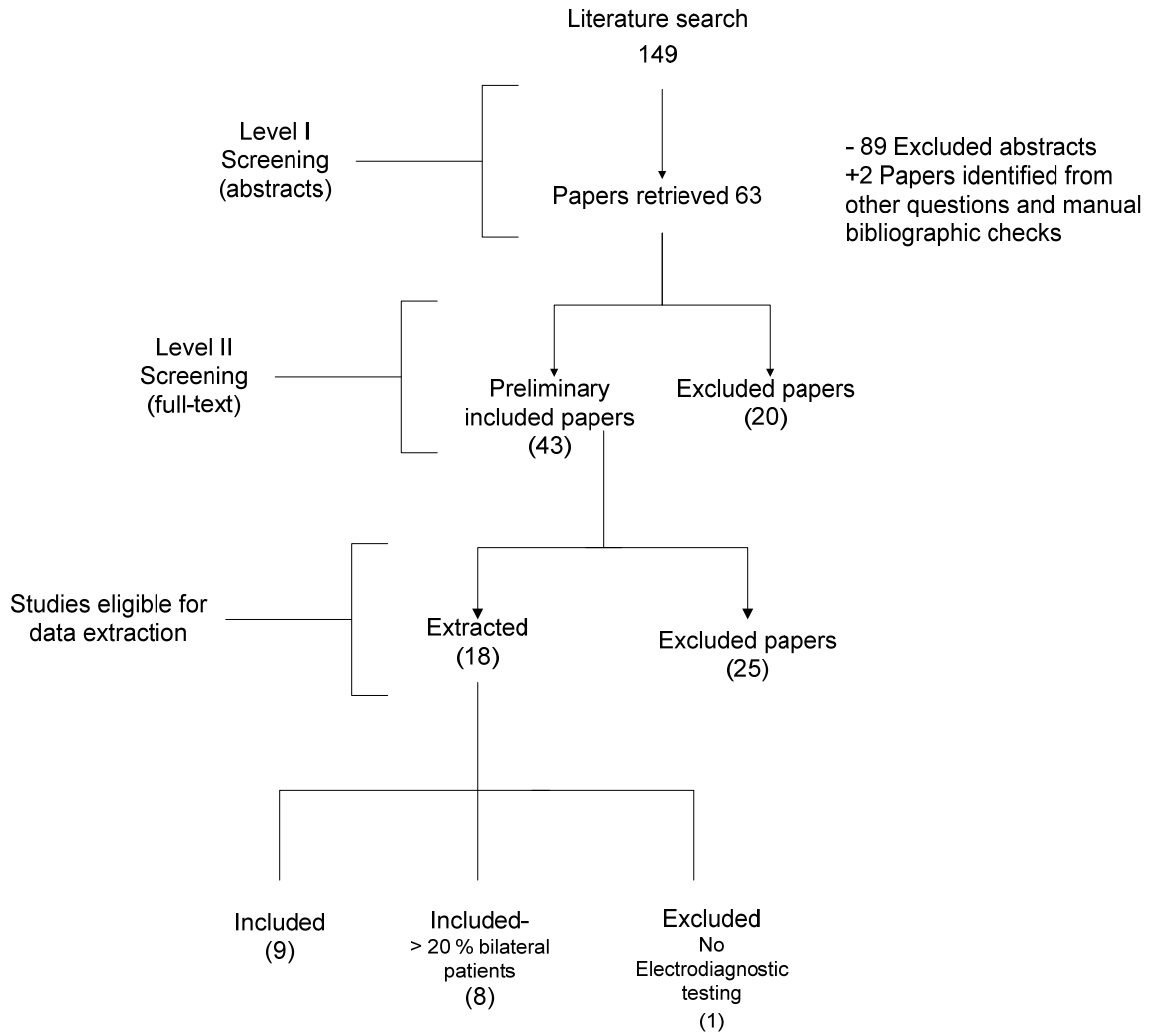 Literature search
149
Level I
Screening
(abstracts)
- 89 Excluded abstracts
+2 Papers identified from
other questions and manual
bibliographic checks
Papers retrieved 63
Level II
Screening
(full-text)
Preliminary
included papers
(43)
Excluded papers
(20)
Studies eligible for
data extraction
Extracted
(18)
Excluded papers
(25)
Included
(9)
Included-
> 20 % bilateral
patients
(8)
Excluded
No
Electrodiagnostic
testing
(1)